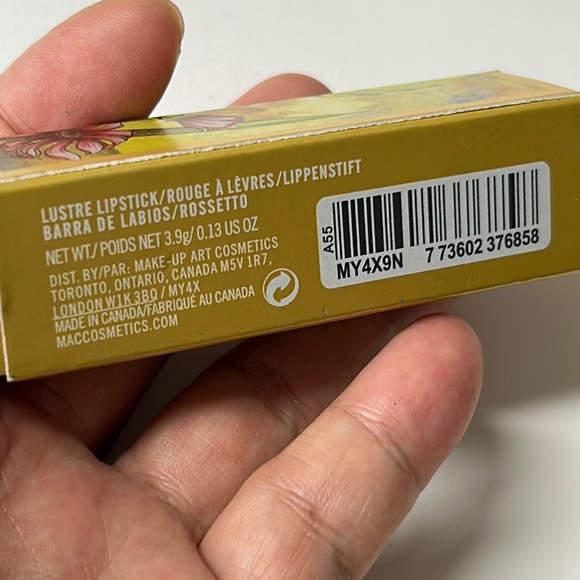 LUSTRE LIPSTICK/ROUGE À LÈVRES/LIPPENSTIFT
BARRA DE LABIOS/ROSSETTO
NET WT./ POIDS NET 3.9g/ 0.13 US OZ
DIST. BY/PAR: MAKE-UP ART COSMETICS
TORONTO, ONTARIO, CANADA M5V 1R7,
LONDON W1K 3BQ / MY4X
MADE IN CANADA/FABRIQUÉ AU CANADA
MACCOSMETICS.COM
A55
MY4X9N 7 73602 376858